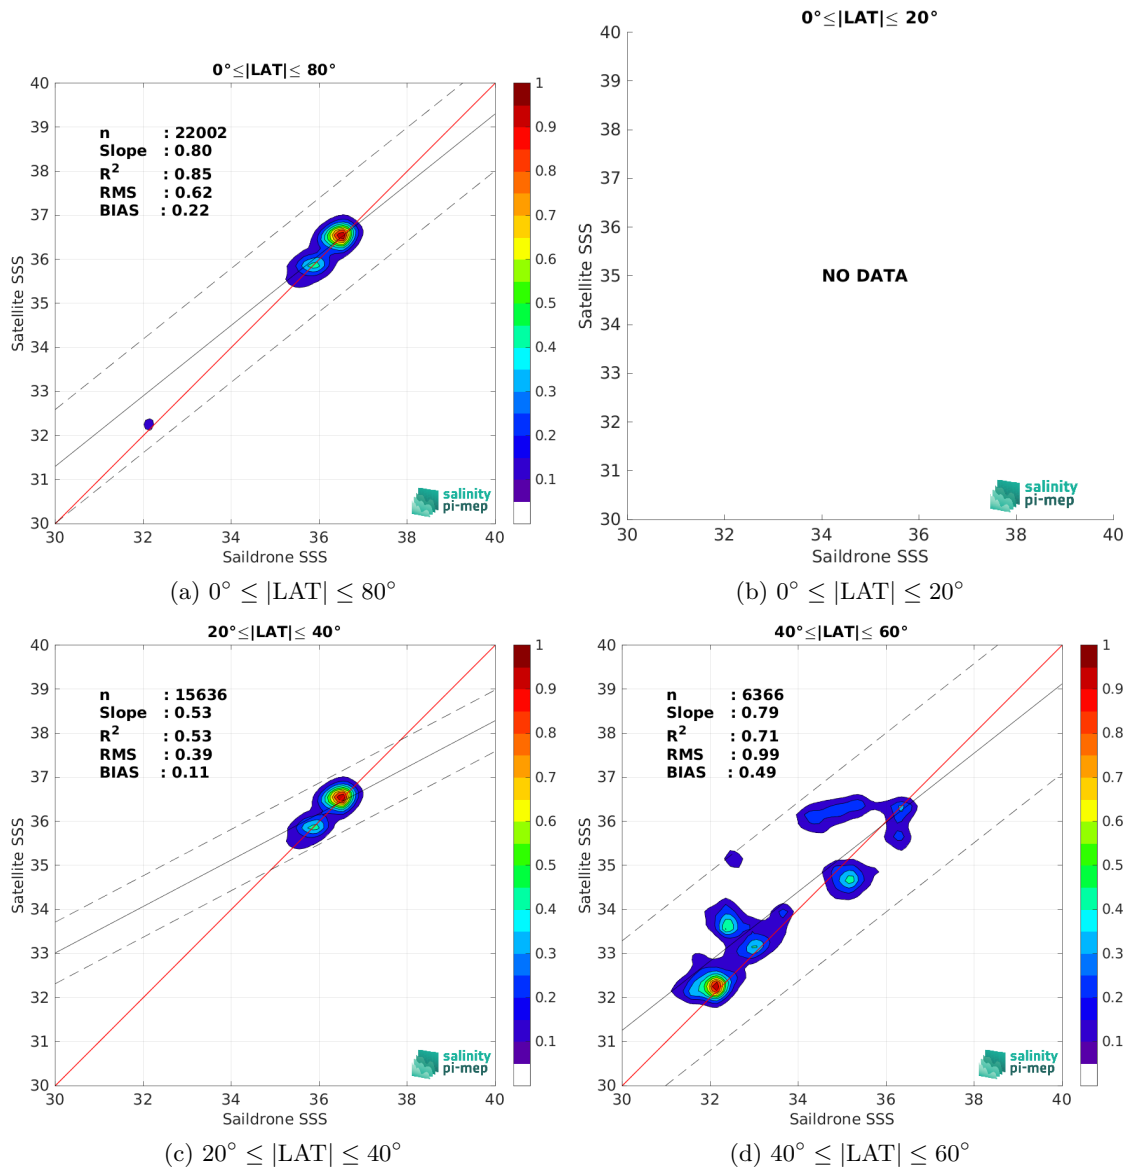 0°≤|LAT|≤ 80°
n : 22002
Slope : 0.80
R² : 0.85
RMS : 0.62
BIAS : 0.22
40
39
38
37
36
35
34
33
32
31
30
Satellite SSS
30 32 34 36 38 40
Saildrone SSS
1
0.9
0.8
0.7
0.6
0.5
0.4
0.3
0.2
0.1
salinity
pi-mep
(a) 0° ≤ |LAT| ≤ 80°
0°≤|LAT|≤ 20°
40
39
38
37
36
35
34
33
32
31
30
Satellite SSS
NO DATA
30 32 34 36 38 40
Saildrone SSS
salinity
pi-mep
(b) 0° ≤ |LAT| ≤ 20°
20°≤|LAT|≤ 40°
n : 15636
Slope : 0.53
R² : 0.53
RMS : 0.39
BIAS : 0.11
40
39
38
37
36
35
34
33
32
31
30
Satellite SSS
30 32 34 36 38 40
Saildrone SSS
1
0.9
0.8
0.7
0.6
0.5
0.4
0.3
0.2
0.1
salinity
pi-mep
(c) 20° ≤ |LAT| ≤ 40°
40°≤|LAT|≤ 60°
n : 6366
Slope : 0.79
R² : 0.71
RMS : 0.99
BIAS : 0.49
40
39
38
37
36
35
34
33
32
31
30
Satellite SSS
30 32 34 36 38 40
Saildrone SSS
1
0.9
0.8
0.7
0.6
0.5
0.4
0.3
0.2
0.1
salinity
pi-mep
(d) 40° ≤ |LAT| ≤ 60°